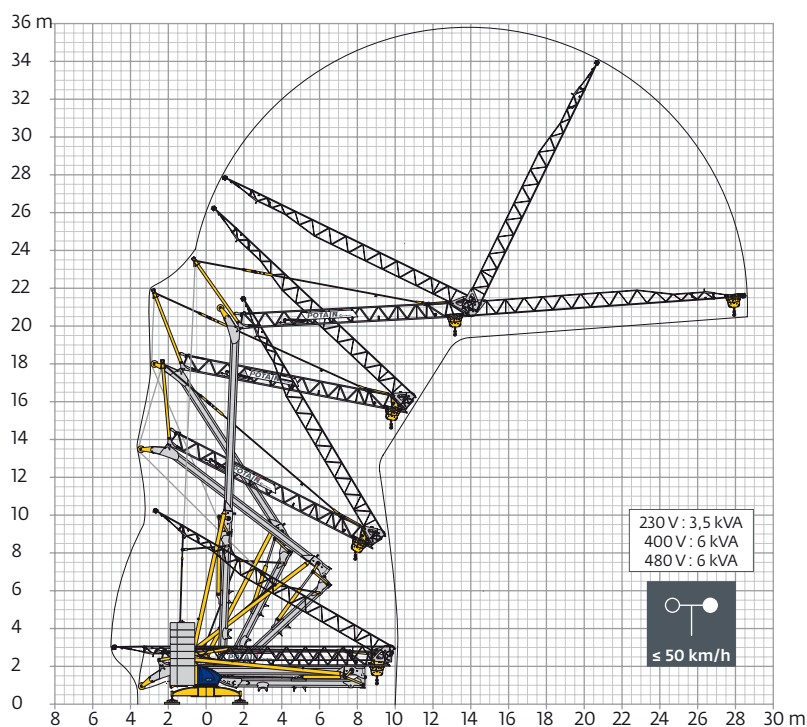 36 m
34
32
30
28
26
24
22
20
POTAIN
18
POTAIN
16
14
POTAIN
12
10
230 V : 3,5 kVA
400 V : 6 kVA
480 V : 6 kVA
8
6
4
≤ 50 km/h
POTAIN
2
0
8 6 4 2 0 2 4 6 8 10 12 14 16 18 20 22 24 26 28 30 m